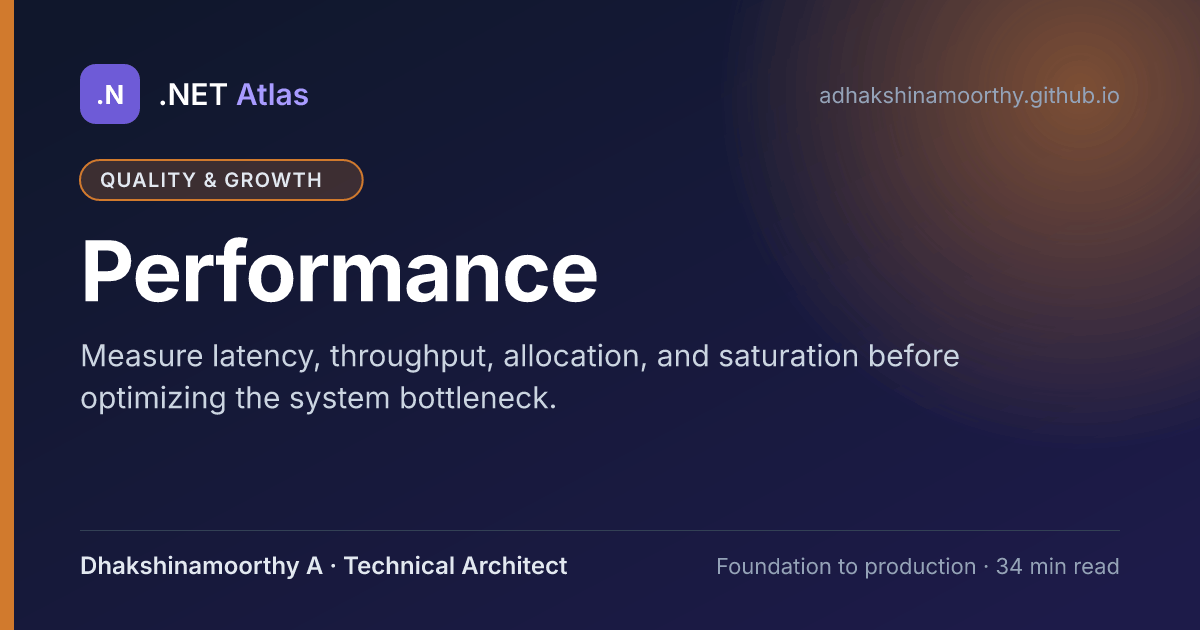 .N
.NET Atlas
adhakshinamoorthy.github.io
QUALITY & GROWTH
Performance
Measure latency, throughput, allocation, and saturation before
optimizing the system bottleneck.
Dhakshinamoorthy A · Technical Architect
Foundation to production · 34 min read